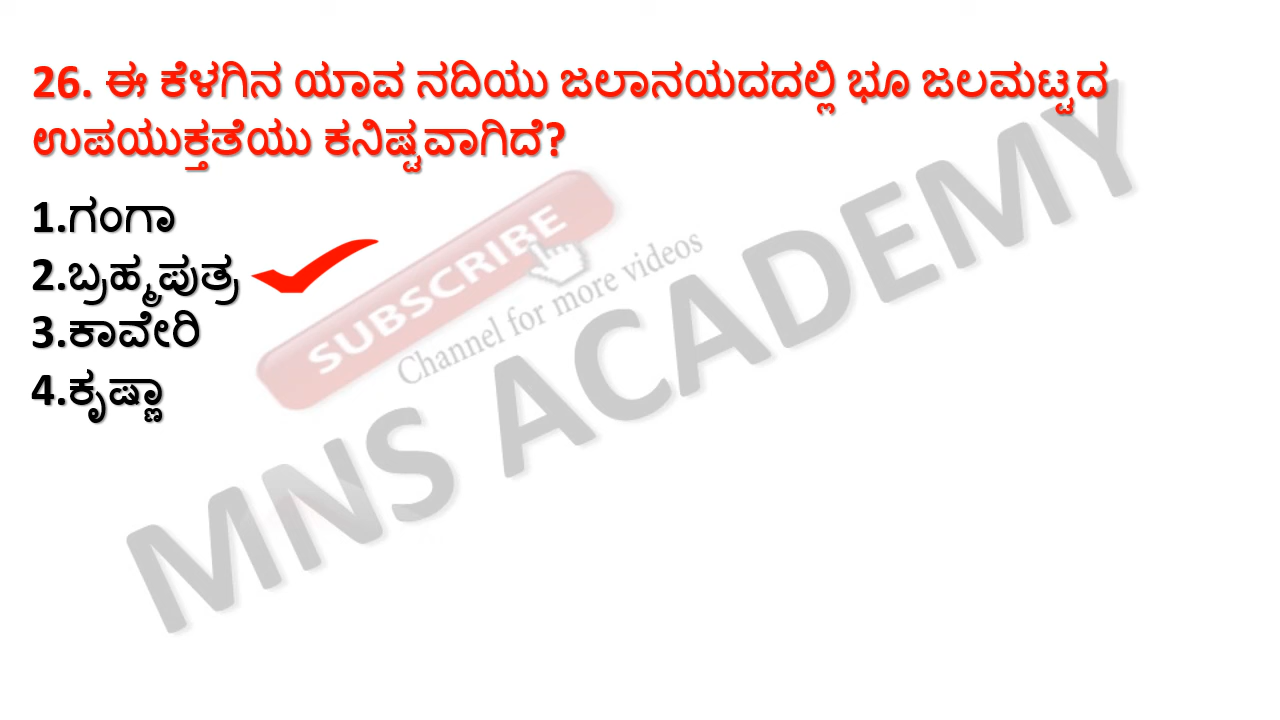 26. ಈ ಕೆಳಗಿನ ಯಾವ ನದಿಯು ಜಲಾನಯದದಲ್ಲಿ ಭೂ ಜಲಮಟ್ಟದ
ಉಪಯುಕ್ತತೆಯು ಕನಿಷ್ಟವಾಗಿದೆ?
1.ಗಂಗಾ
2.ಬ್ರಹ್ಮಪುತ್ರ
3.ಕಾವೇರಿ
4.ಕೃಷ್ಣಾ
SUBSCRIBE
Channel for more videos
MNS ACADEMY